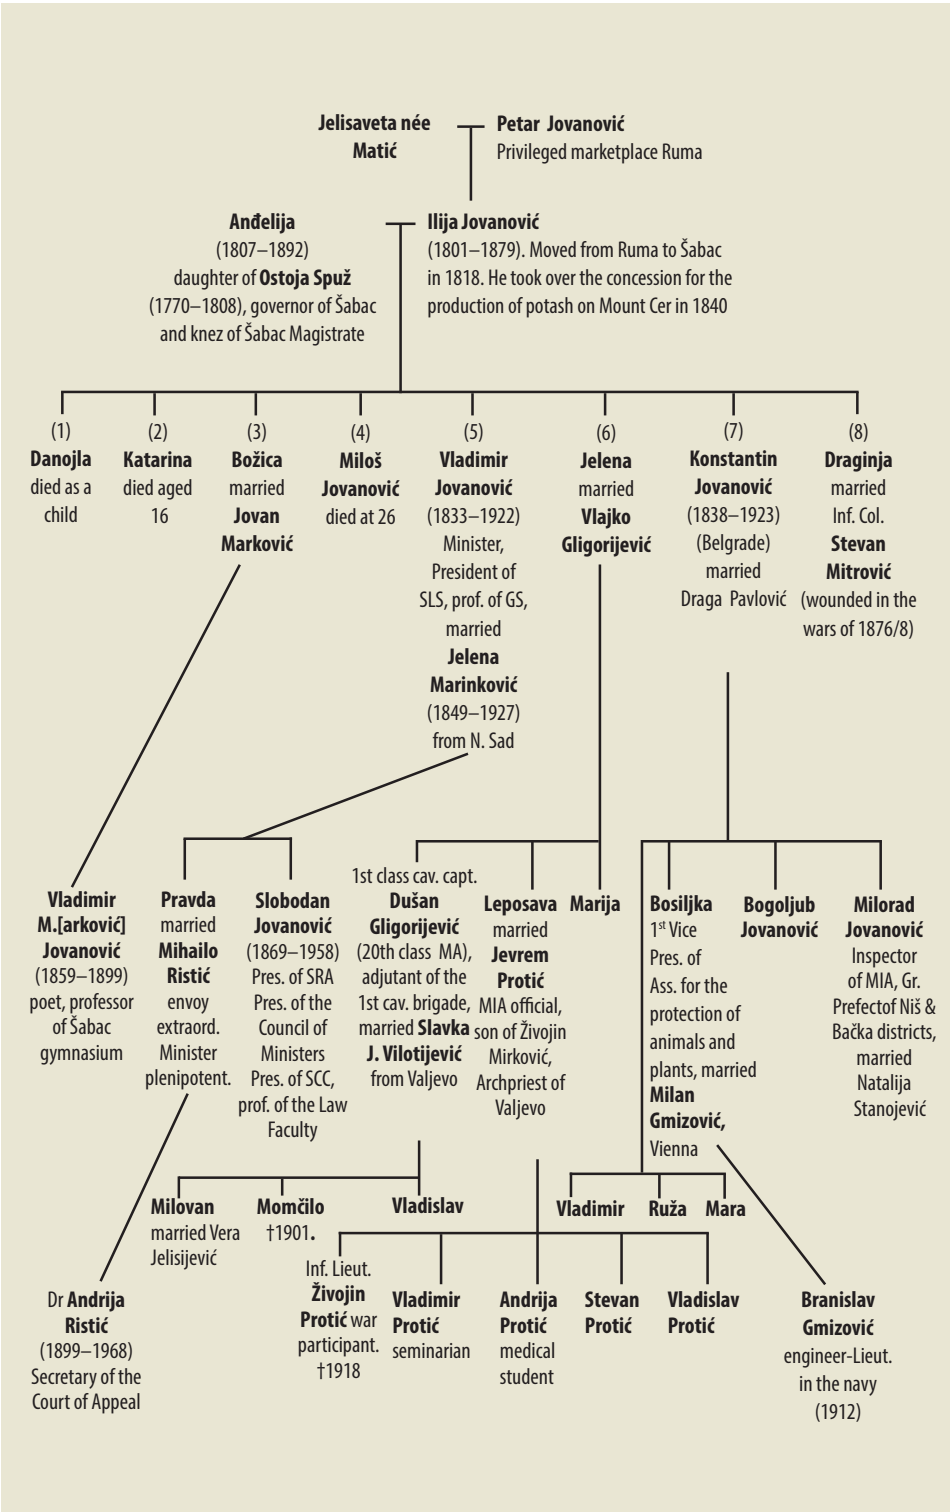 Jelisaveta née
Matić
Petar Jovanović
Privileged marketplace Ruma
Anđelija
(1807–1892)
daughter of Ostoja Spuž
(1770–1808), governor of Šabac
and knez of Šabac Magistrate
Ilija Jovanović
(1801–1879). Moved from Ruma to Šabac
in 1818. He took over the concession for the
production of potash on Mount Cer in 1840
(1)
Danojla
died as a
child
(2)
Katarina
died aged
16
(3)
Božica
married
Jovan
Marković
(4)
Miloš
Jovanović
died at 26
(5)
Vladimir
Jovanović
(1833–1922)
Minister,
President of
SLS, prof. of GS,
married
Jelena
Marinković
(1849–1927)
from N. Sad
(6)
Jelena
married
Vlajko
Gligorijević
(7)
Konstantin
Jovanović
(1838–1923)
(Belgrade)
married
Draga Pavlović
(8)
Draginja
married
Inf. Col.
Stevan
Mitrović
(wounded in the
wars of 1876/8)
Vladimir
M.[arković]
Jovanović
(1859–1899)
poet, professor
of Šabac
gymnasium
Pravda
married
Mihailo
Ristić
envoy
extraord.
Minister
plenipotent.
Slobodan
Jovanović
(1869–1958)
Pres. of SRA
Pres. of the
Council of
Ministers
Pres. of SCC,
prof. of the Law
Faculty
1st class cav. capt.
Dušan
Gligorijević
(20th class MA),
adjutant of the
1st cav. brigade,
married Slavka
J. Vilotijević
from Valjevo
Leposava
married
Jevrem
Protić
MIA official,
son of Živojin
Mirković,
Archpriest of
Valjevo
Marija
Bosiljka
1st Vice
Pres. of
Ass. for the
protection of
animals and
plants, married
Milan
Gmizović,
Vienna
Bogoljub
Jovanović
Milorad
Jovanović
Inspector
of MIA, Gr.
Prefectof Niš &
Bačka districts,
married
Natalija
Stanojević
Milovan
married Vera
Jelisijević
Momčilo
†1901.
Vladislav
Vladimir
Ruža
Mara
Dr Andrija
Ristić
(1899–1968)
Secretary of the
Court of Appeal
Inf. Lieut.
Živojin
Protić war
participant.
†1918
Vladimir
Protić
seminarian
Andrija
Protić
medical
student
Stevan
Protić
Vladislav
Protić
Branislav
Gmizović
engineer-Lieut.
in the navy
(1912)